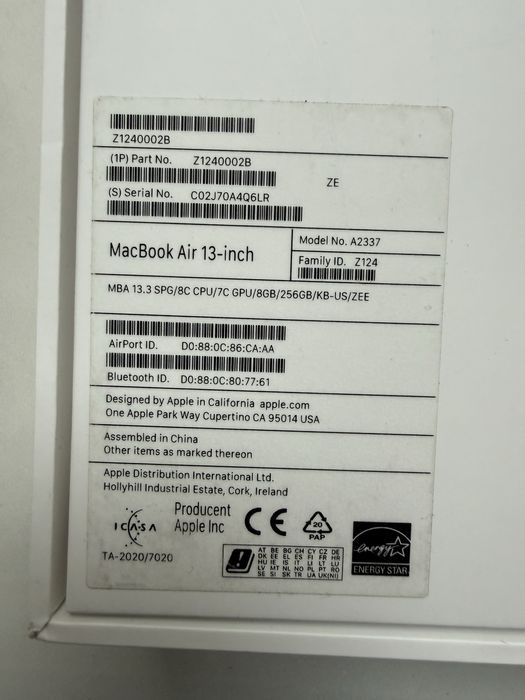 Z1240002B
(1P) Part No. Z1240002B
ZE
(S) Serial No. C02J70A4Q6LR
MacBook Air 13-inch
Model No. A2337
Family ID. Z124
MBA 13.3 SPG/8C CPU/7C GPU/8GB/256GB/KB-US/ZEE
AirPort ID. D0:88:0C:86:CA:AA
Bluetooth ID. D0:88:0C:80:77:61
Designed by Apple in California apple.com
One Apple Park Way Cupertino CA 95014 USA
Assembled in China
Other items as marked thereon
Apple Distribution International Ltd.
Hollyhill Industrial Estate, Cork, Ireland
ICASA
TA-2020/7020
Producent
Apple Inc
CE
20
PAP
AT BE BG CH CY CZ DE
DK EE EL ES FI FR HR
HU IE IS IT LI LT LU
LV MT NL NO PL PT RO
SE SI SK TR UA UK(NI)
energy
ENERGY STAR